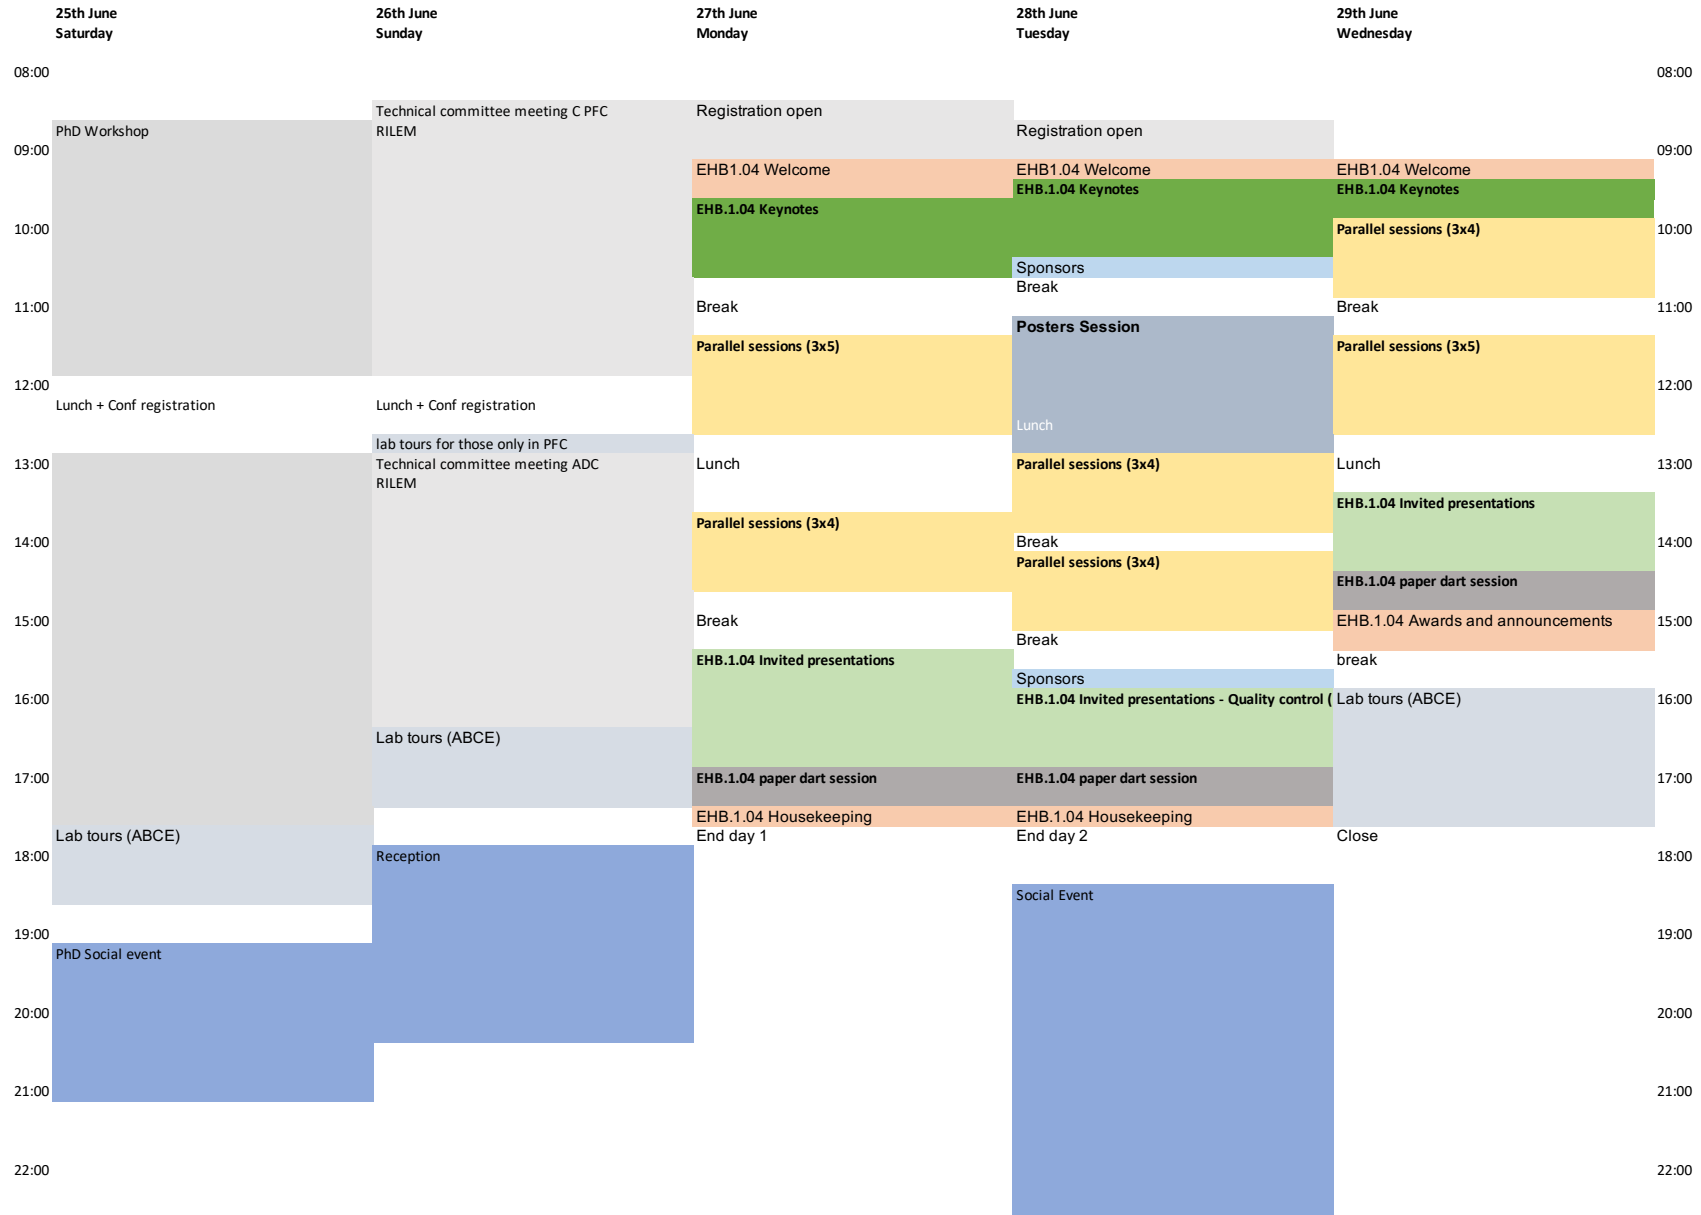 25th June
Saturday
26th June
Sunday
27th June
Monday
28th June
Tuesday
29th June
Wednesday
08:00
08:00
Technical committee meeting C PFC
RILEM
Registration open
PhD Workshop
Registration open
09:00
09:00
EHB1.04 Welcome
EHB1.04 Welcome
EHB1.04 Welcome
EHB.1.04 Keynotes
EHB.1.04 Keynotes
EHB.1.04 Keynotes
10:00
Parallel sessions (3x4)
10:00
Sponsors
Break
11:00
Break
Break
11:00
Posters Session
Parallel sessions (3x5)
Parallel sessions (3x5)
12:00
12:00
Lunch + Conf registration
Lunch + Conf registration
Lunch
lab tours for those only in PFC
13:00
Technical committee meeting ADC
RILEM
Lunch
Parallel sessions (3x4)
Lunch
13:00
EHB.1.04 Invited presentations
Parallel sessions (3x4)
14:00
Break
14:00
Parallel sessions (3x4)
EHB.1.04 paper dart session
15:00
Break
EHB.1.04 Awards and announcements
15:00
Break
EHB.1.04 Invited presentations
break
Sponsors
16:00
EHB.1.04 Invited presentations - Quality control (
Lab tours (ABCE)
16:00
Lab tours (ABCE)
17:00
EHB.1.04 paper dart session
EHB.1.04 paper dart session
17:00
EHB.1.04 Housekeeping
EHB.1.04 Housekeeping
Lab tours (ABCE)
End day 1
End day 2
Close
18:00
Reception
18:00
Social Event
19:00
19:00
PhD Social event
20:00
20:00
21:00
21:00
22:00
22:00